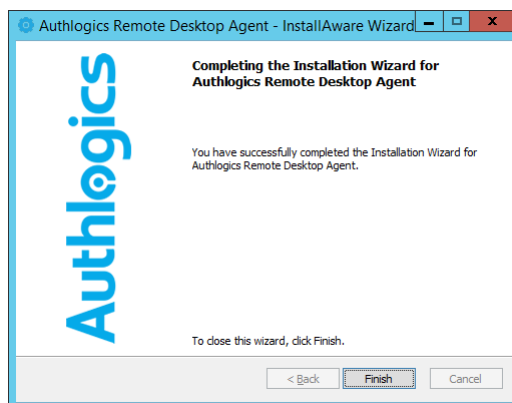 Authlogics Remote Desktop Agent - InstallAware Wizard
Authlogics
Completing the Installation Wizard for
Authlogics Remote Desktop Agent
You have successfully completed the Installation Wizard for
Authlogics Remote Desktop Agent.
To close this wizard, click Finish.
< Back
Finish
Cancel